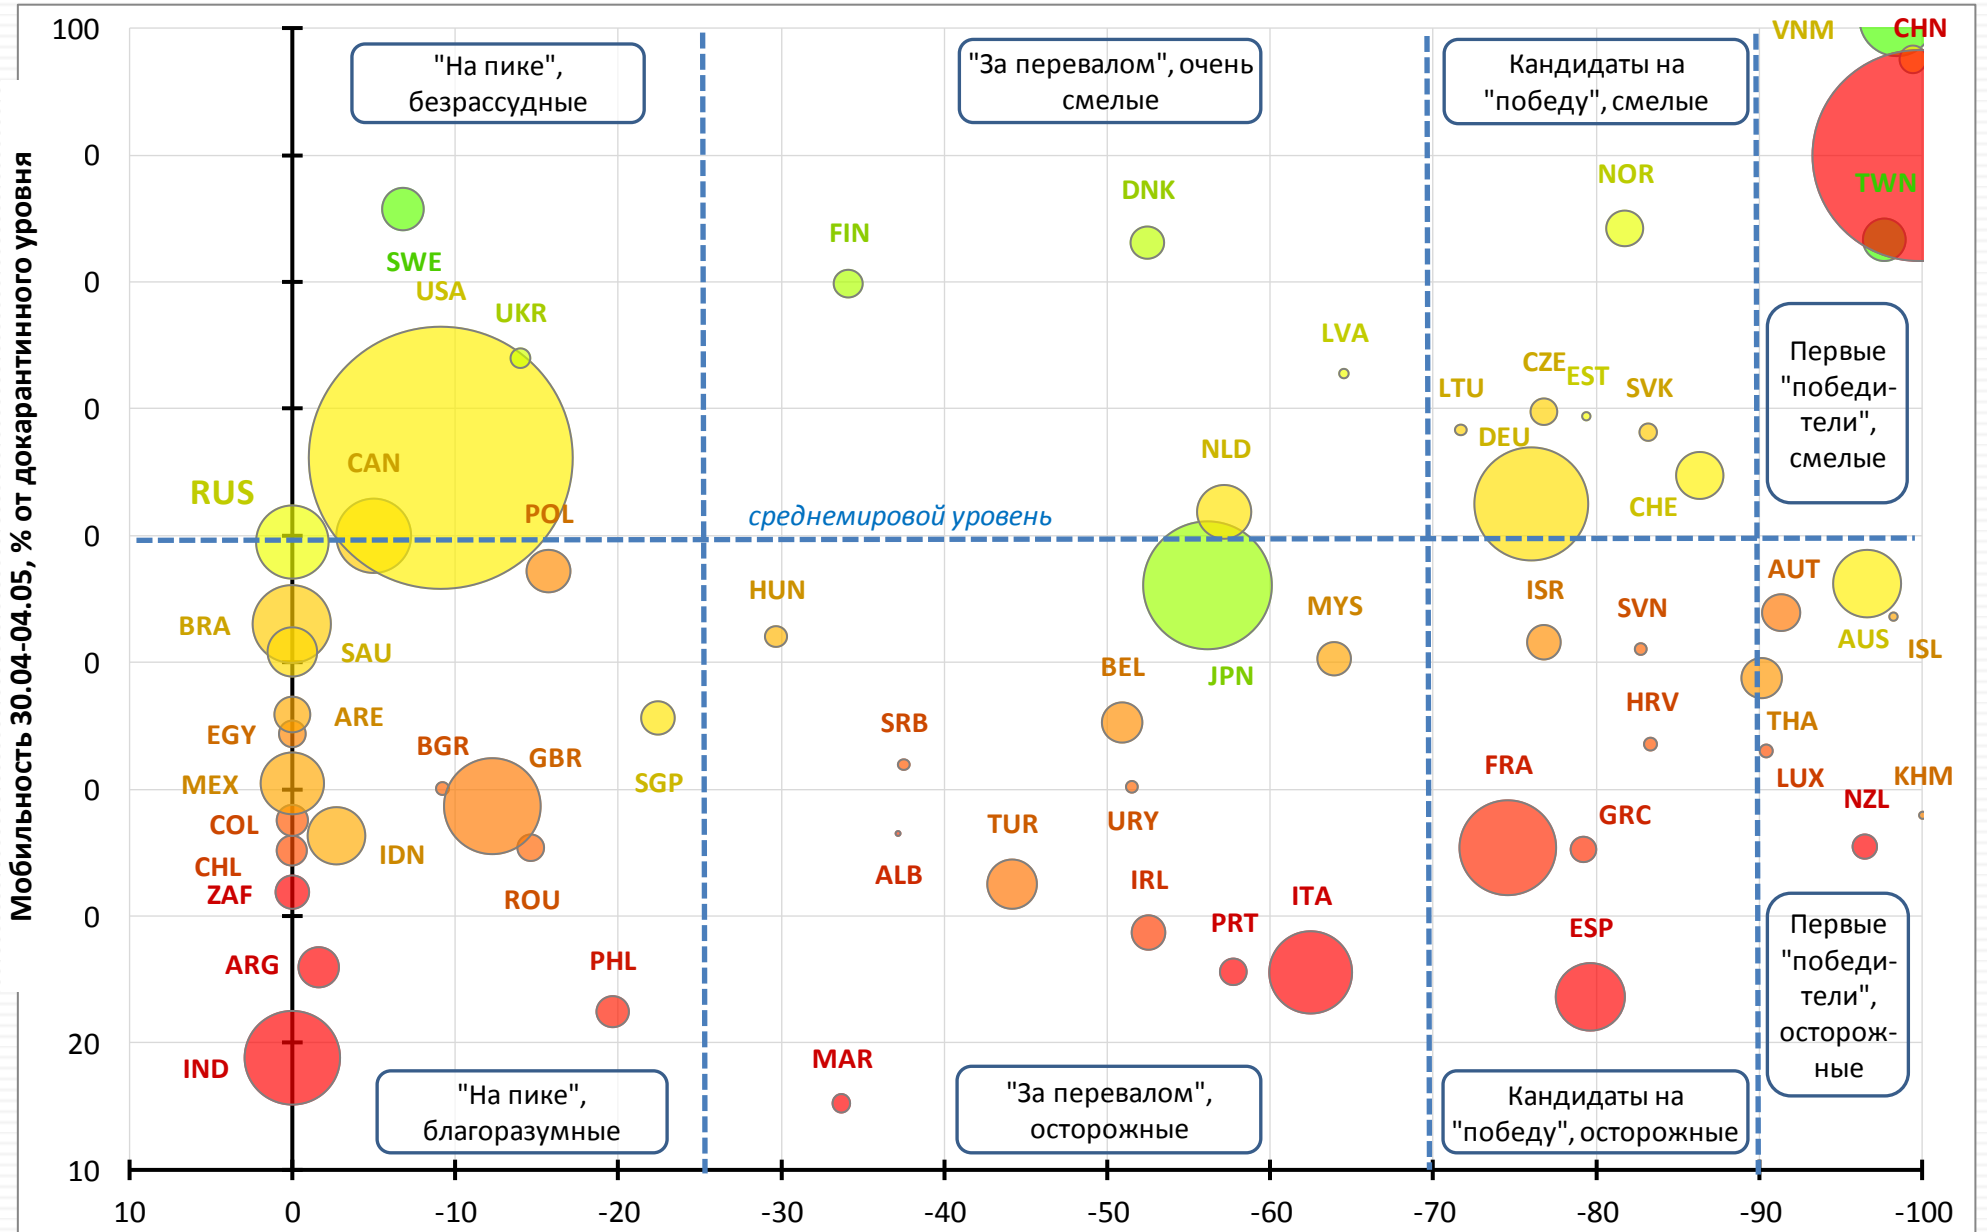 Мобильность 30.04-04.05, % от докарантинного уровня
100
0
0
0
0
0
0
0
20
10
"На пике",
безрассудные
"За перевалом", очень
смелые
Кандидаты на
"победу", смелые
VNM
CHN
TWN
NOR
DNK
FIN
SWE
USA
UKR
LVA
CZE
EST
SVK
LTU
DEU
CHE
NLD
CAN
RUS
POL
среднемировой уровень
Первые
"победи-
тели",
смелые
HUN
MYS
ISR
SVN
AUT
AUS
ISL
BRA
SAU
JPN
BEL
HRV
THA
ARE
EGY
SRB
BGR
GBR
SGP
FRA
LUX
KHM
MEX
NZL
COL
IDN
TUR
URY
GRC
CHL
ZAF
ROU
ALB
IRL
ITA
PRT
ESP
ARG
PHL
IND
MAR
Первые
"победи-
тели",
осторож-
ные
"На пике",
благоразумные
"За перевалом",
осторожные
Кандидаты на
"победу", осторожные
10 0 -10 -20 -30 -40 -50 -60 -70 -80 -90 -100